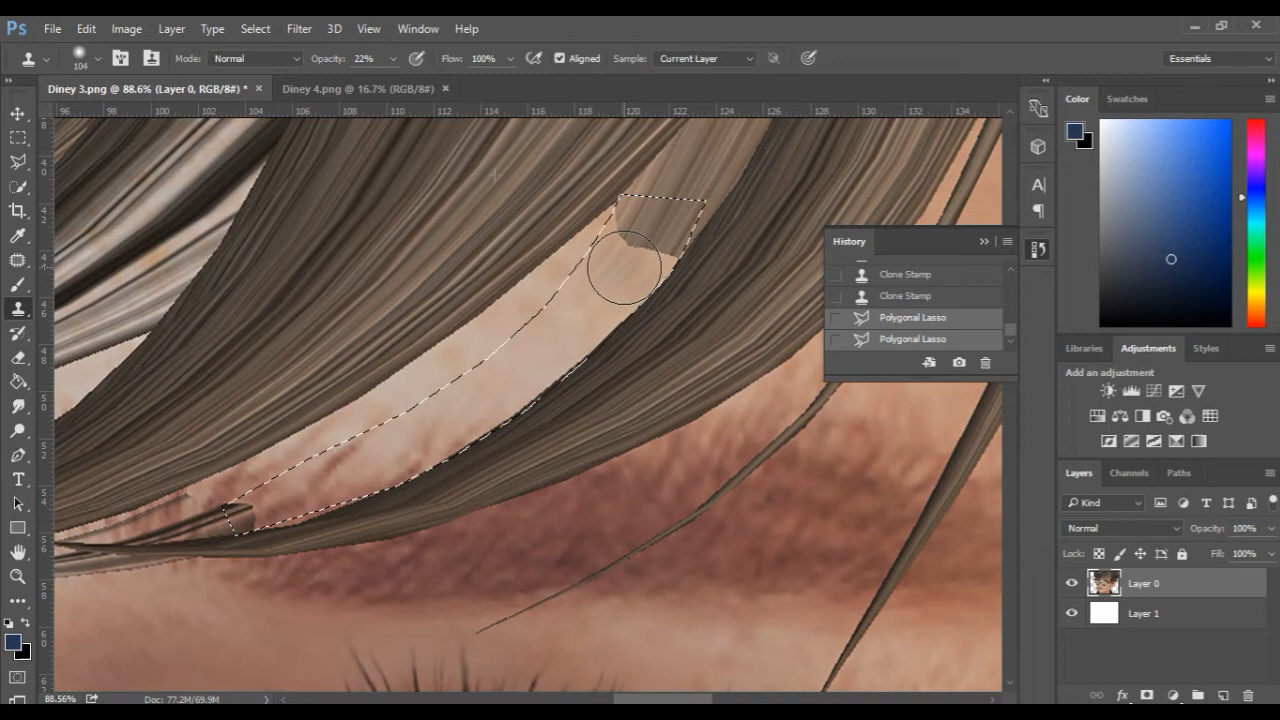 Ps File Edit Image Layer Type Select Filter 3D View Window Help
104 Mode: Normal Opacity: 22% Flow: 100% Aligned Sample: Current Layer Essentials
Diney 3.png @ 88.6% (Layer 0, RGB/8#) * × Diney 4.png @ 16.7% (RGB/8#) ×
96 98 100 102 104 106 108 110 112 114 116 118 120 122 124 126 128 130 132 134
Color Swatches
History
Clone Stamp
Clone Stamp
Polygonal Lasso
Polygonal Lasso
Libraries Adjustments Styles
Add an adjustment
Layers Channels Paths
Kind
Normal Opacity: 100%
Lock: Fill: 100%
Layer 0
Layer 1
88.56% Doc: 77.2M/69.9M